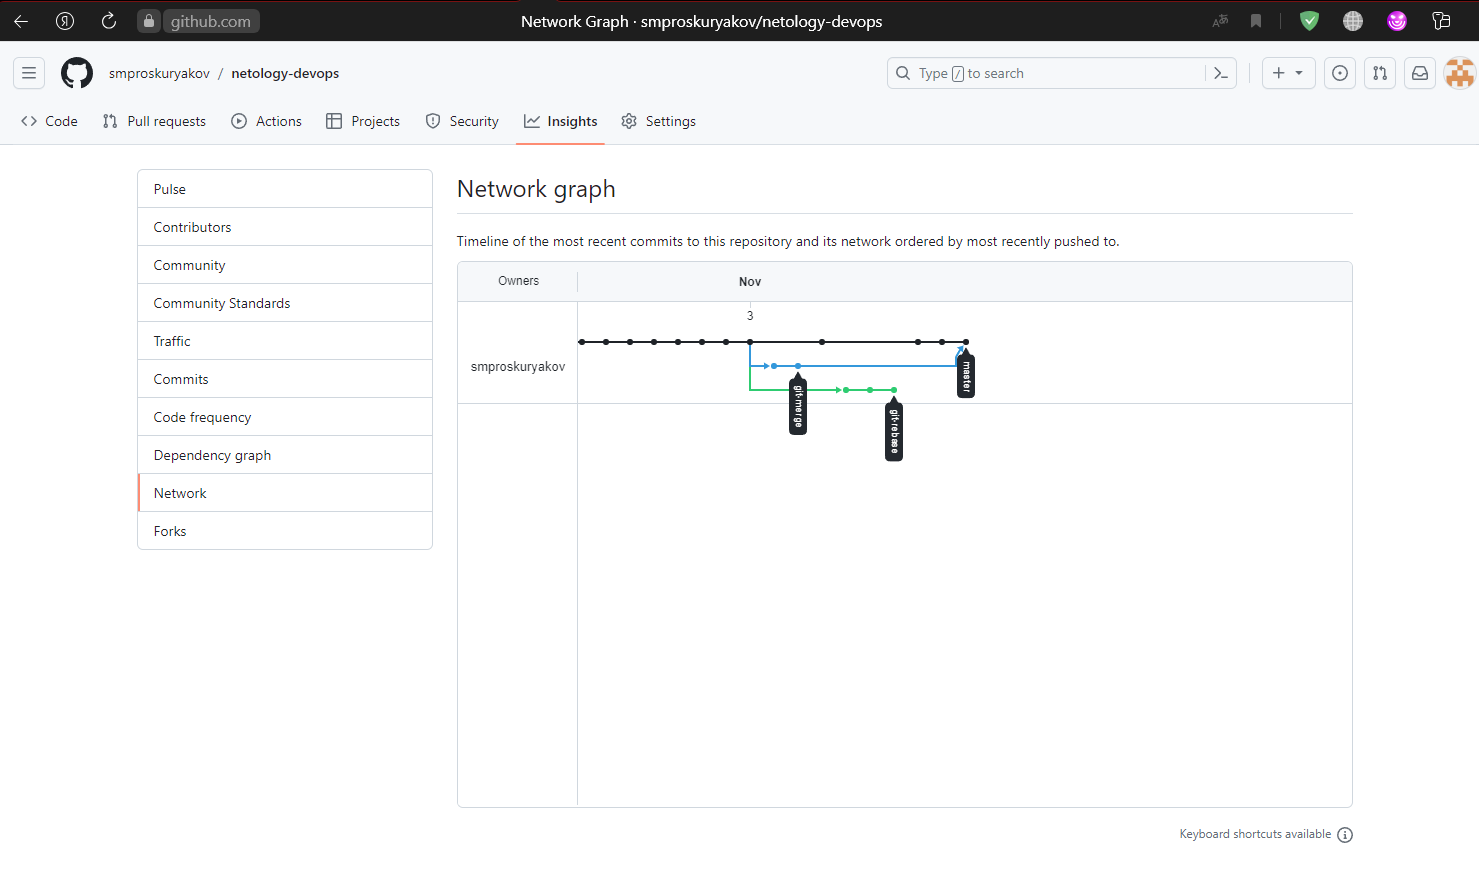 github.com
Network Graph · smproskuryakov/netology-devops
smproskuryakov / netology-devops
Type / to search
Code
Pull requests
Actions
Projects
Security
Insights
Settings
Pulse
Contributors
Community
Community Standards
Traffic
Commits
Code frequency
Dependency graph
Network
Forks
Network graph
Timeline of the most recent commits to this repository and its network ordered by most recently pushed to.
Owners
Nov
3
smproskuryakov
master
git-merge
git-rebase
Keyboard shortcuts available